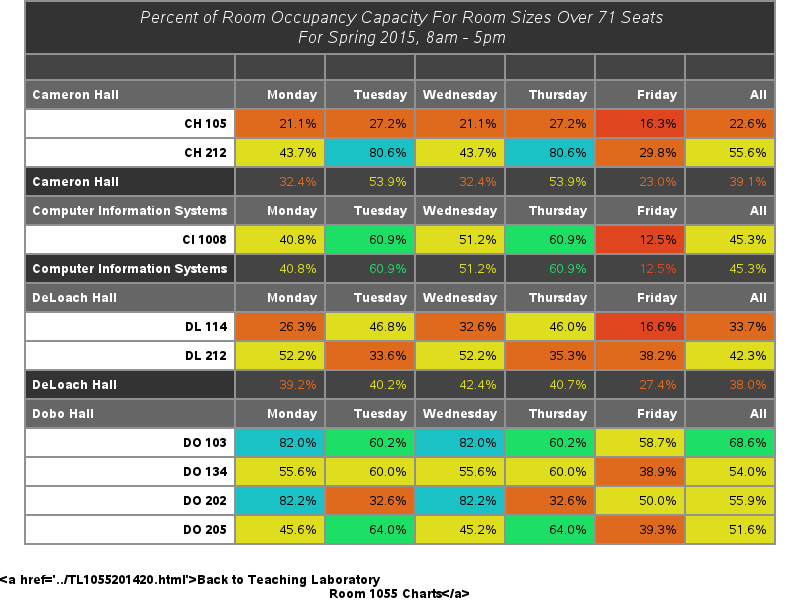 Percent of Room Occupancy Capacity For Room Sizes Over 71 Seats
For Spring 2015, 8am - 5pm
Cameron Hall Monday Tuesday Wednesday Thursday Friday All
CH 105 21.1% 27.2% 21.1% 27.2% 16.3% 22.6%
CH 212 43.7% 80.6% 43.7% 80.6% 29.8% 55.6%
Cameron Hall 32.4% 53.9% 32.4% 53.9% 23.0% 39.1%
Computer Information Systems Monday Tuesday Wednesday Thursday Friday All
CI 1008 40.8% 60.9% 51.2% 60.9% 12.5% 45.3%
Computer Information Systems 40.8% 60.9% 51.2% 60.9% 12.5% 45.3%
DeLoach Hall Monday Tuesday Wednesday Thursday Friday All
DL 114 26.3% 46.8% 32.6% 46.0% 16.6% 33.7%
DL 212 52.2% 33.6% 52.2% 35.3% 38.2% 42.3%
DeLoach Hall 39.2% 40.2% 42.4% 40.7% 27.4% 38.0%
Dobo Hall Monday Tuesday Wednesday Thursday Friday All
DO 103 82.0% 60.2% 82.0% 60.2% 58.7% 68.6%
DO 134 55.6% 60.0% 55.6% 60.0% 38.9% 54.0%
DO 202 82.2% 32.6% 82.2% 32.6% 50.0% 55.9%
DO 205 45.6% 64.0% 45.2% 64.0% 39.3% 51.6%
<a href='../TL1055201420.html'>Back to Teaching Laboratory
Room 1055 Charts</a>